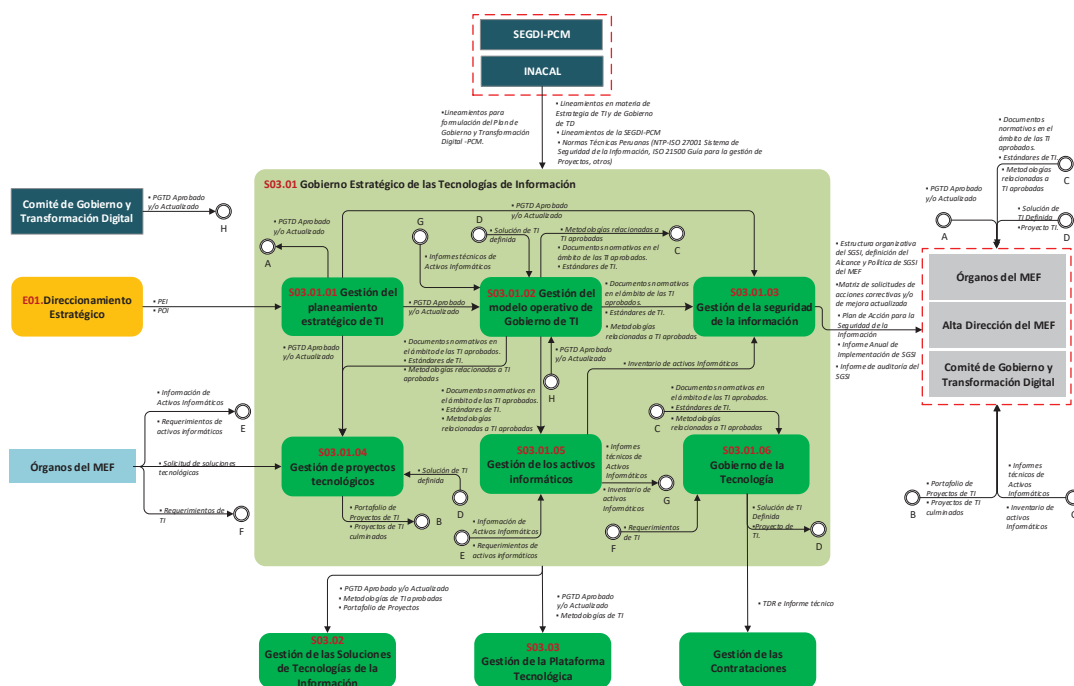 SEGDI-PCM
INACAL
•Lineamientos para
formulación del Plan de
Gobierno y Transformación
Digital -PCM.
• Lineamientos en materia de
Estrategia de TI y de Gobierno
de TD
• Lineamientos de la SEGDI-PCM
• Normas Técnicas Peruanas (NTP-ISO 27001 Sistema de
Seguridad de la Información, ISO 21500 Guía para la gestión de
Proyectos, otros)
• Documentos
normativos en el
ámbito de las TI
aprobadas.
• Estándares de TI.
• Metodologías
relacionadas a
TI aprobadas
C
• PGTD Aprobado
y/o Actualizado
A
• Solución de
TI Definida
•Proyecto TI.
D
Comité de Gobierno y
Transformación Digital
• PGTD Aprobado
y/o Actualizado
H
S03.01 Gobierno Estratégico de las Tecnologías de Información
• PGTD Aprobado
y/o Actualizado
• PGTD Aprobado
y/o Actualizado
A
G
• Informes técnicos de
Activos Informáticos
D
• Solución de TI
definida
• Metodologías relacionadas a
TI aprobadas
• Documentos normativos en el
ámbito de las TI aprobadas.
• Estándares de TI.
C
E01.Direccionamiento
Estratégico
• PEI
• POI
S03.01.01 Gestión del
planeamiento
estratégico de TI
• PGTD Aprobado
y/o Actualizado
S03.01.02 Gestión del
modelo operativo de
Gobierno de TI
• Documentos normativos
en el ámbito de las TI
aprobadas.
• Estándares de TI.
• Metodologías
relacionadas a TI aprobadas
S03.01.03
Gestión de la seguridad
de la información
• Estructura organizativa
del SGSI, definición del
Alcance y Política de SGSI
del MEF
•Matriz de solicitudes de
acciones correctivas y/o
de mejora actualizada
• Plan de Acción para la
Seguridad de la
Información
• Informe Anual de
Implementación de SGSI
• Informe de auditoría del
SGSI
Órganos del MEF
Alta Dirección del MEF
Comité de Gobierno y
Transformación Digital
• PGTD Aprobado
y/o Actualizado
• Documentos normativos en
el ámbito de las TI aprobadas.
• Estándares de TI.
• Metodologías relacionadas a TI
aprobadas
• PGTD Aprobado
y/o Actualizado
H
• Inventario de activos Informáticos
• Documentos normativos en
el ámbito de las TI aprobadas.
• Estándares de TI.
• Metodologías
relacionadas a TI aprobadas
• Documentos normativos en
el ámbito de las TI aprobadas.
• Estándares de TI.
• Metodologías
relacionadas a TI aprobadas
C
Órganos del MEF
• Información de
Activos Informáticos
• Requerimientos de
activos informáticos
E
• Solicitud de soluciones
tecnológicas
• Requerimientos de
TI
F
S03.01.04
Gestión de proyectos
tecnológicos
• Solución de TI
definida
D
• Portafolio de
Proyectos de TI
• Proyectos de TI
culminados
B
S03.01.05
Gestión de los activos
informáticos
• Informes
técnicos de
Activos
Informáticos
• Inventario de
activos
Informáticos
G
E
• Información de
Activos Informáticos
• Requerimientos de
activos informáticos
S03.01.06
Gobierno de la
Tecnología
F
• Requerimientos
de TI
• Solución de TI
Definida
•Proyecto de
TI.
D
B
• Portafolio de
Proyectos de TI
• Proyectos de TI
culminados
• Informes
técnicos de
Activos
Informáticos
• Inventario de
activos
Informáticos
• PGTD Aprobado y/o Actualizado
• Metodologías de TI aprobadas
• Portafolio de Proyectos
• PGTD Aprobado
y/o Actualizado
• Metodologías de TI
• TDR e Informe técnico
S03.02
Gestión de las Soluciones
de Tecnologías de la
Información
S03.03
Gestión de la Plataforma
Tecnológica
Gestión de las
Contrataciones